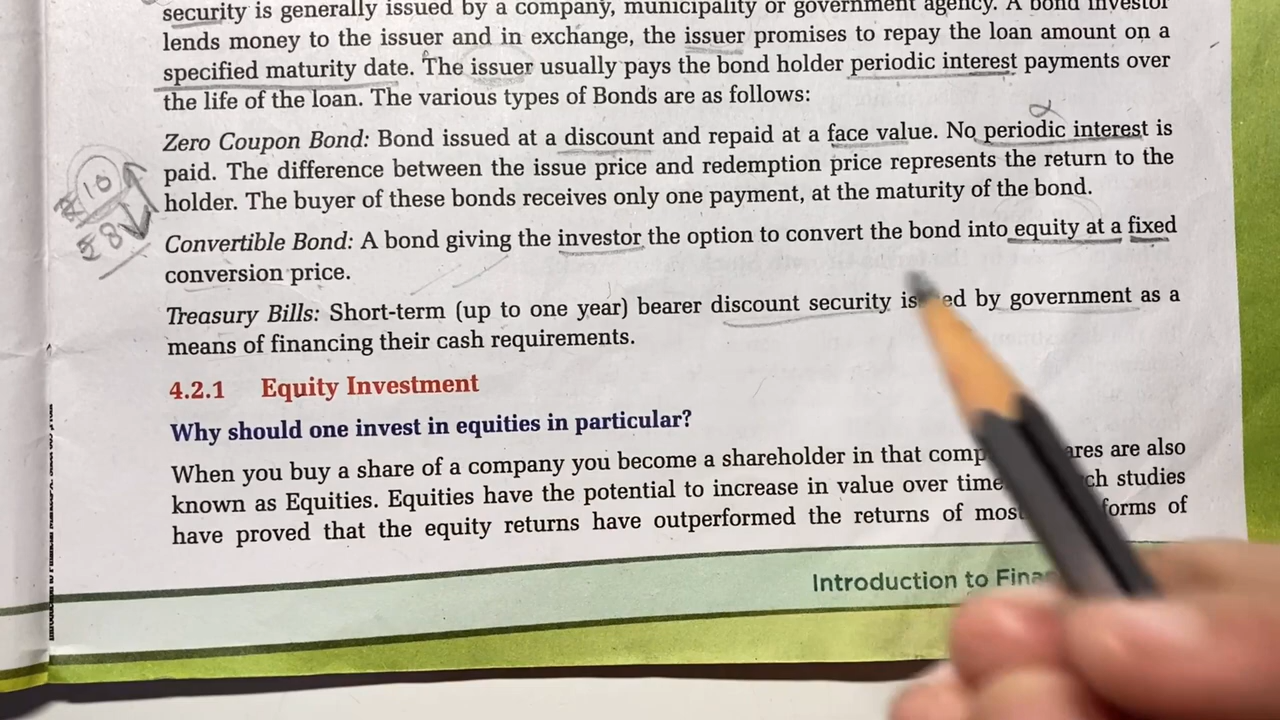 security is generally issued by a company, municipality or government agency. A bond investor
lends money to the issuer and in exchange, the issuer promises to repay the loan amount on a
specified maturity date. The issuer usually pays the bond holder periodic interest payments over
the life of the loan. The various types of Bonds are as follows:
Zero Coupon Bond: Bond issued at a discount and repaid at a face value. No periodic interest is
paid. The difference between the issue price and redemption price represents the return to the
holder. The buyer of these bonds receives only one payment, at the maturity of the bond.
10
8
Convertible Bond: A bond giving the investor the option to convert the bond into equity at a fixed
conversion price.
Treasury Bills: Short-term (up to one year) bearer discount security is ed by government as a
means of financing their cash requirements.
4.2.1 Equity Investment
Why should one invest in equities in particular?
When you buy a share of a company you become a shareholder in that comp ares are also
known as Equities. Equities have the potential to increase in value over time ch studies
have proved that the equity returns have outperformed the returns of most forms of
Introduction to Fina